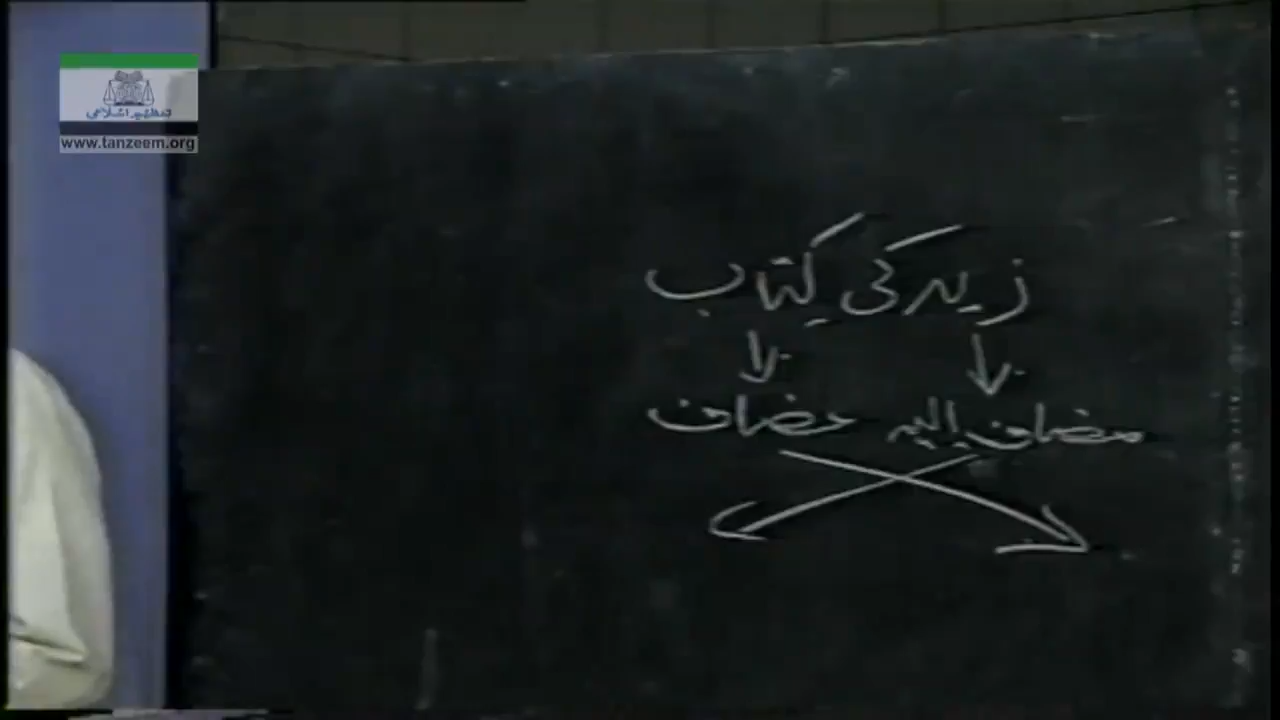 تنظیم اسلامی
www.tanzeem.org
زید کی کتاب
مضاف الیہ مضاف